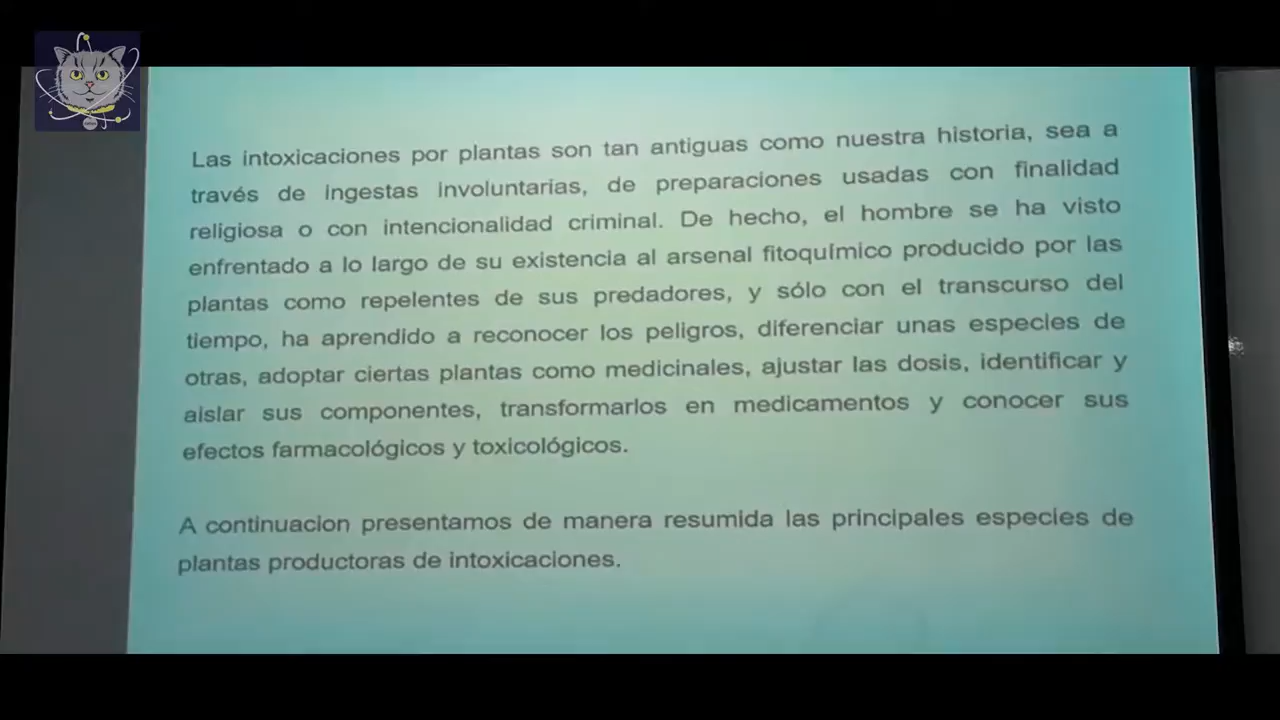 Las intoxicaciones por plantas son tan antiguas como nuestra historia, sea a
través de ingestas involuntarias, de preparaciones usadas con finalidad
religiosa o con intencionalidad criminal. De hecho, el hombre se ha visto
enfrentado a lo largo de su existencia al arsenal fitoquímico producido por las
plantas como repelentes de sus predadores, y sólo con el transcurso del
tiempo, ha aprendido a reconocer los peligros, diferenciar unas especies de
otras, adoptar ciertas plantas como medicinales, ajustar las dosis, identificar y
aislar sus componentes, transformarlos en medicamentos y conocer sus
efectos farmacológicos y toxicológicos.
A continuacion presentamos de manera resumida las principales especies de
plantas productoras de intoxicaciones.